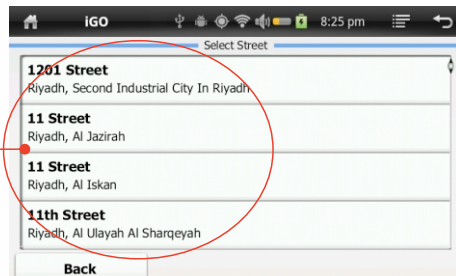 iGO
8:25 pm
Select Street
1201 Street
Riyadh, Second Industrial City In Riyadh
11 Street
Riyadh, Al Jazirah
11 Street
Riyadh, Al Iskan
11th Street
Riyadh, Al Ulayah Al Sharqeyah
Back